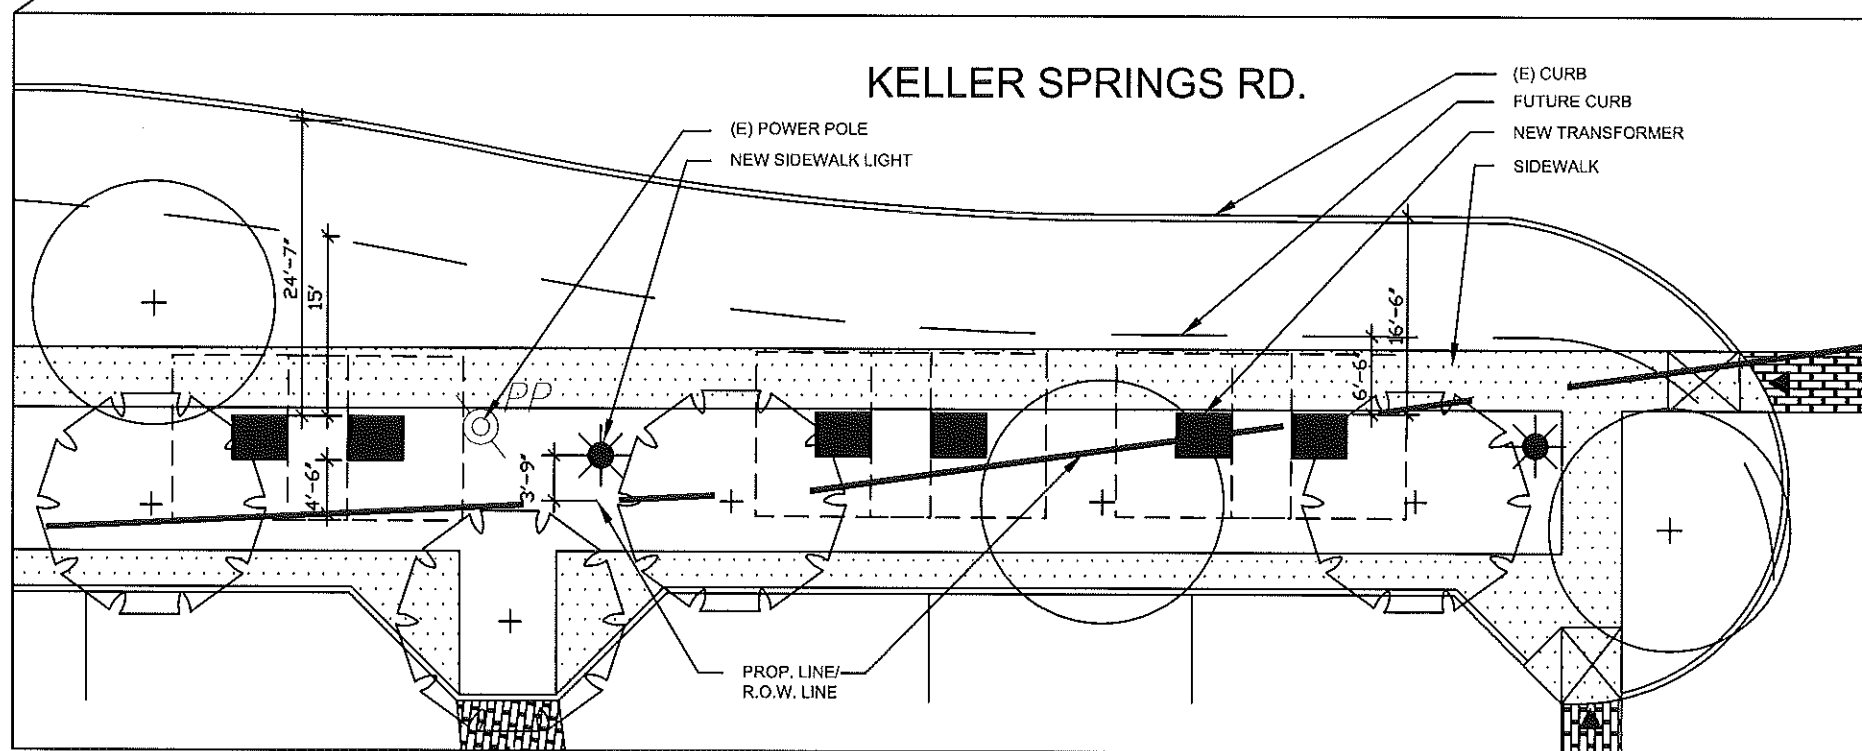 KELLER SPRINGS RD.
(E) CURB
FUTURE CURB
NEW TRANSFORMER
SIDEWALK
(E) POWER POLE
NEW SIDEWALK LIGHT
24'-7"
15'
16'-6"
6'-6"
PP
4'-6"
3'-9"
PROP. LINE/
R.O.W. LINE